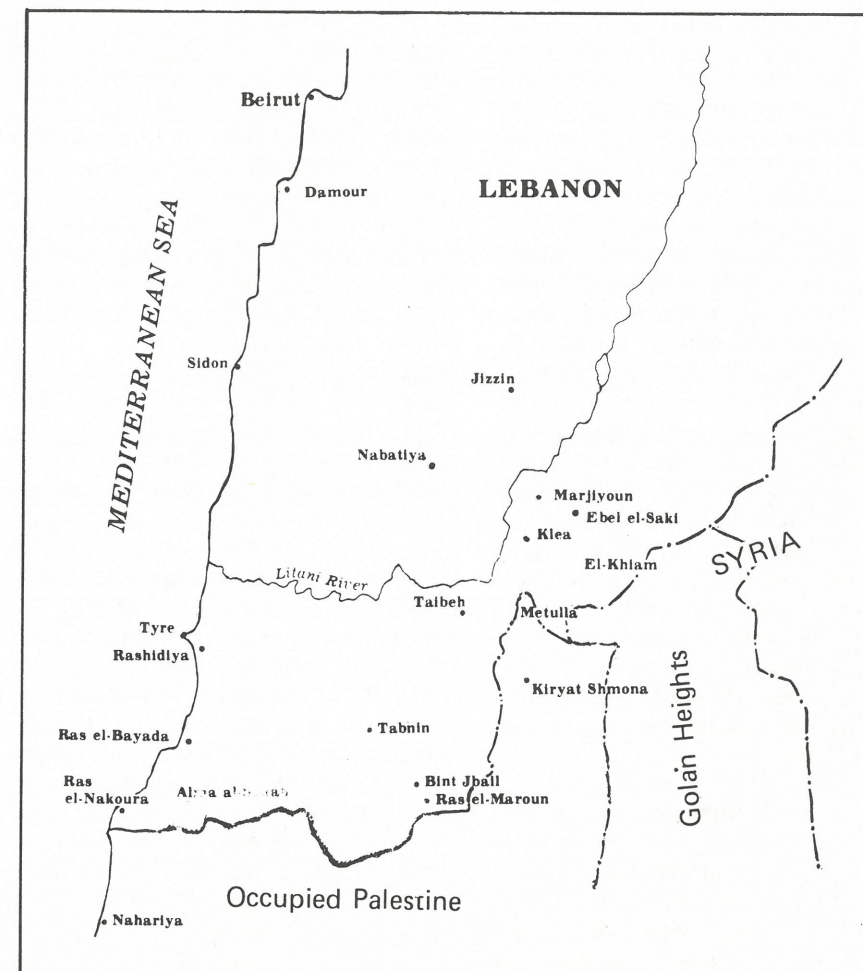 Beirut
Damour
LEBANON
MEDITERRANEAN SEA
Sidon
Jizzin
Nabatiya
Marjiyoun
Ebel el-Saki
Klea
El-Khiam
SYRIA
Litani River
Taibeh
Metulla
Tyre
Rashidiya
Kiryat Shmona
Golan Heights
Tabnin
Ras el-Bayada
Ras
el-Nakoura
Bint Jbail
Ras el-Maroun
Occupied Palestine
Nahariya